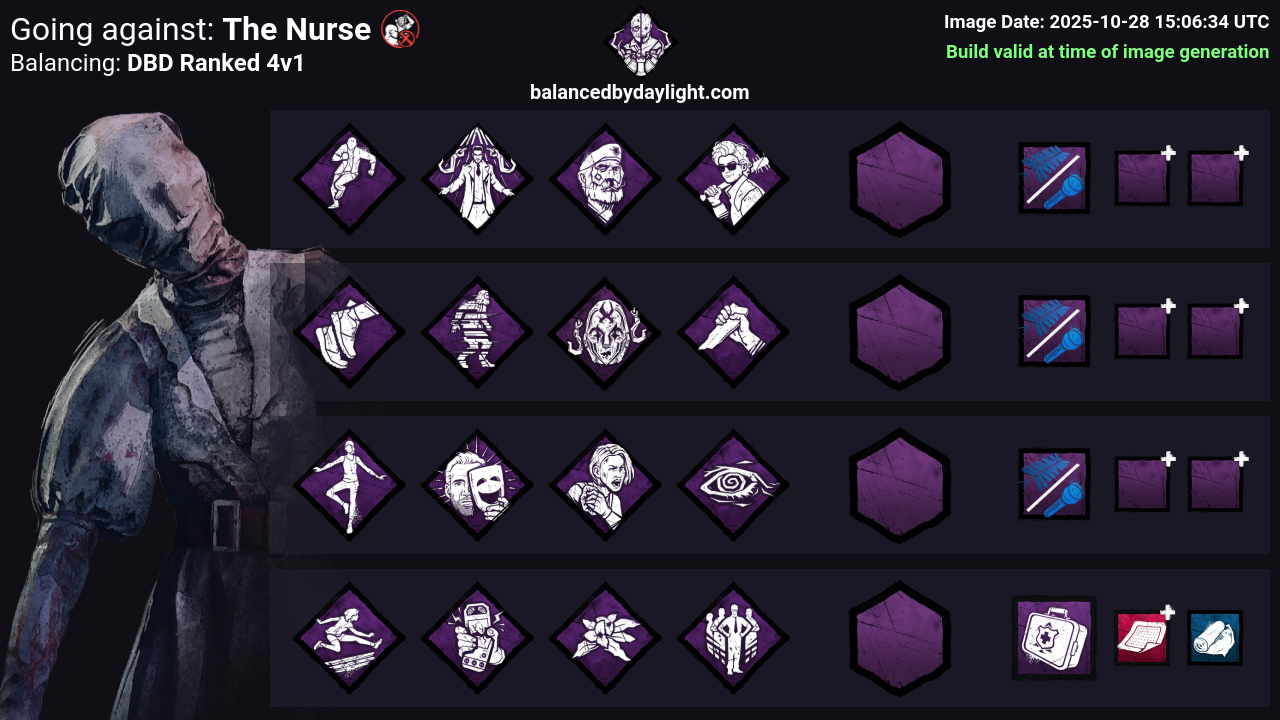 Going against: The Nurse
Balancing: DBD Ranked 4v1
balancedbydaylight.com
Image Date: 2025-10-28 15:06:34 UTC
Build valid at time of image generation